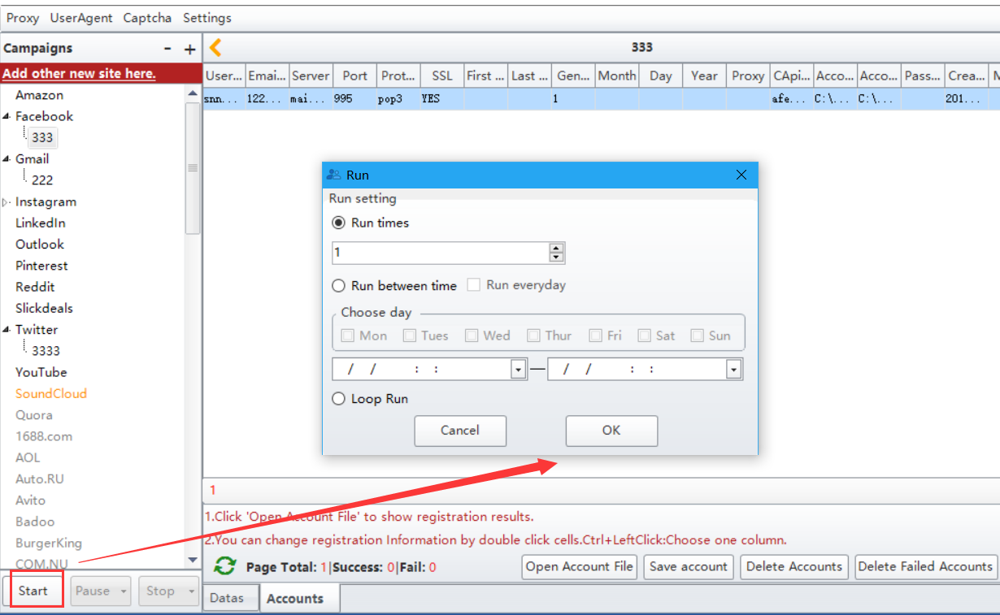 Proxy UserAgent Captcha Settings
Campaigns - +
333
Add other new site here.
User... Emai... Server Port Prot... SSL First ... Last ... Gen... Month Day Year Proxy CApi... Acco... Acco... Pass... Crea... M
snn... 122... mai... 995 pop3 YES 1 afe... C:\... C:\... 201...
Amazon
Facebook
333
Gmail
222
Instagram
LinkedIn
Outlook
Pinterest
Reddit
Slickdeals
Twitter
3333
YouTube
SoundCloud
Quora
1688.com
AOL
Auto.RU
Avito
Badoo
BurgerKing
COM.NU
Run
Run setting
Run times
1
Run between time Run everyday
Choose day
Mon Tues Wed Thur Fri Sat Sun
/ / : : — / / : :
Loop Run
Cancel OK
1
1.Click 'Open Account File' to show registration results.
2.You can change registration Information by double click cells.Ctrl+LeftClick:Choose one column.
Page Total: 1|Success: 0|Fail: 0
Open Account File Save account Delete Accounts Delete Failed Accounts
Start Pause Stop
Datas Accounts